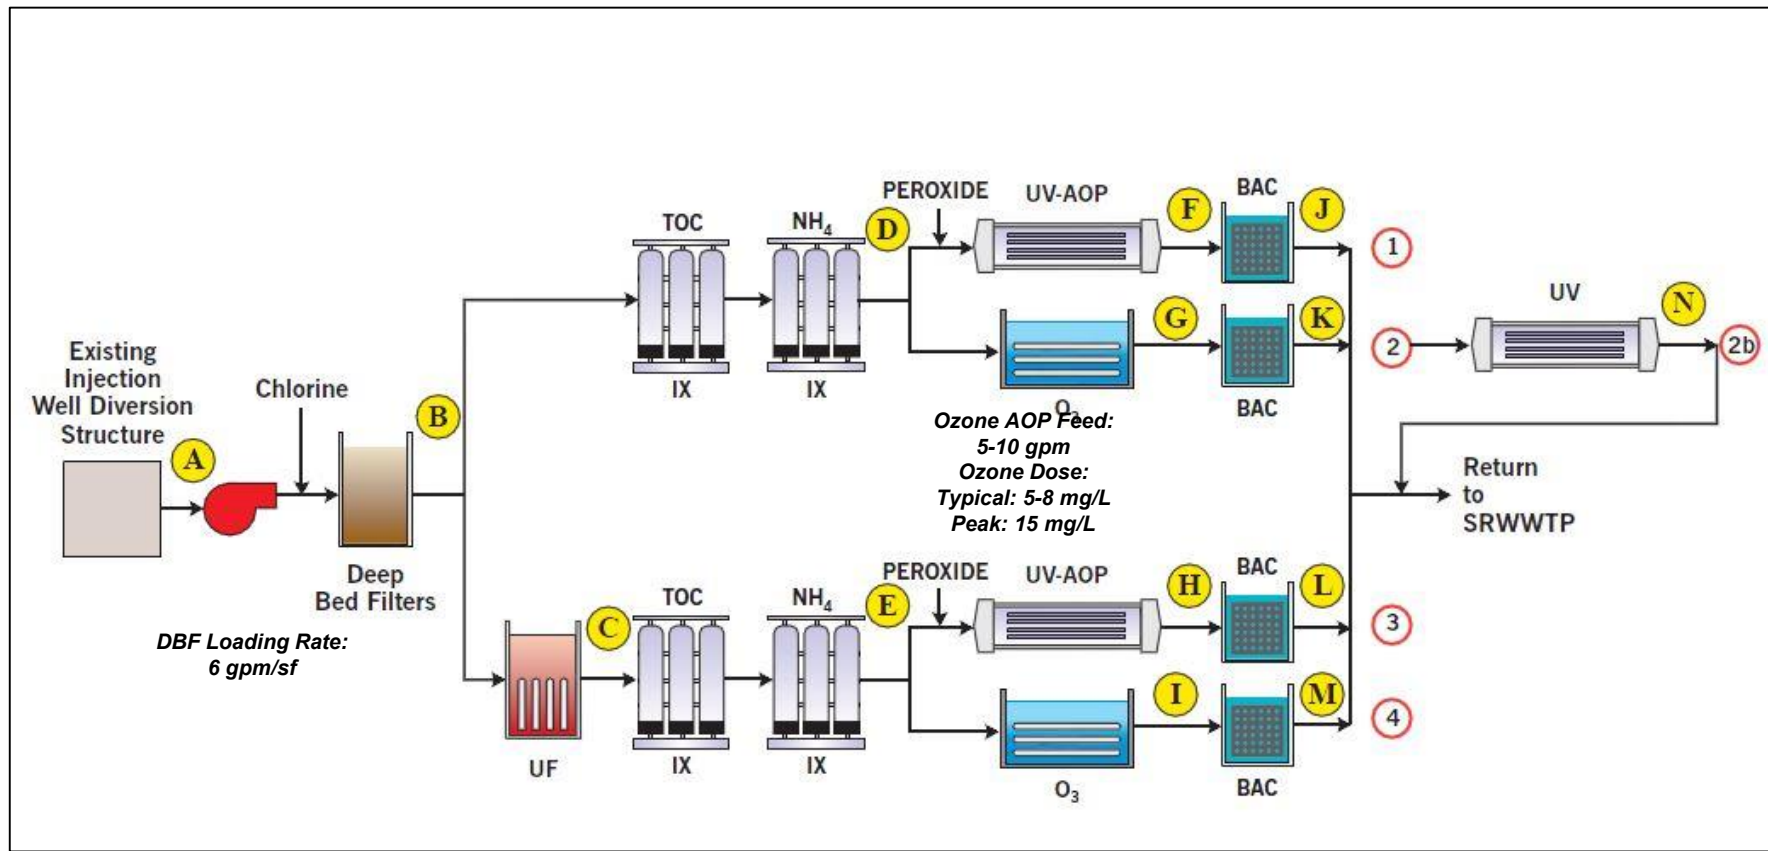 PEROXIDE
UV-AOP
F
BAC
J
TOC
NH4
D
1
IX
IX
G
BAC
K
2
UV
N
2b
O3
Existing
Injection
Well Diversion
Structure
A
Chlorine
B
Deep
Bed Filters
DBF Loading Rate:
6 gpm/sf
Ozone AOP Feed:
5-10 gpm
Ozone Dose:
Typical: 5-8 mg/L
Peak: 15 mg/L
Return
to
SRWWTP
UF
C
TOC
NH4
E
IX
IX
PEROXIDE
UV-AOP
H
BAC
L
3
I
M
4
O3
BAC